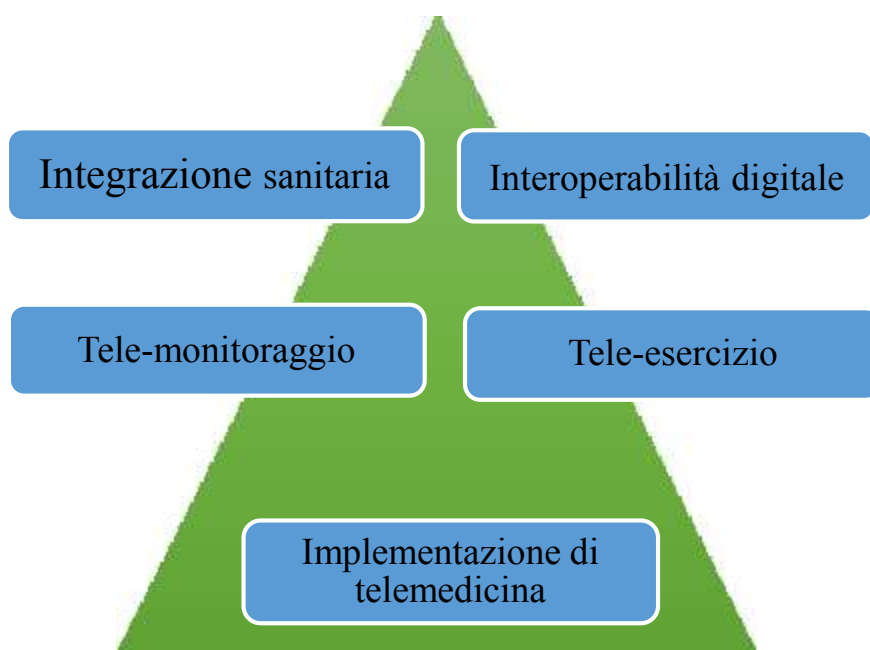 Integrazione sanitaria
Interoperabilità digitale
Tele-monitoraggio
Tele-esercizio
Implementazione di
telemedicina